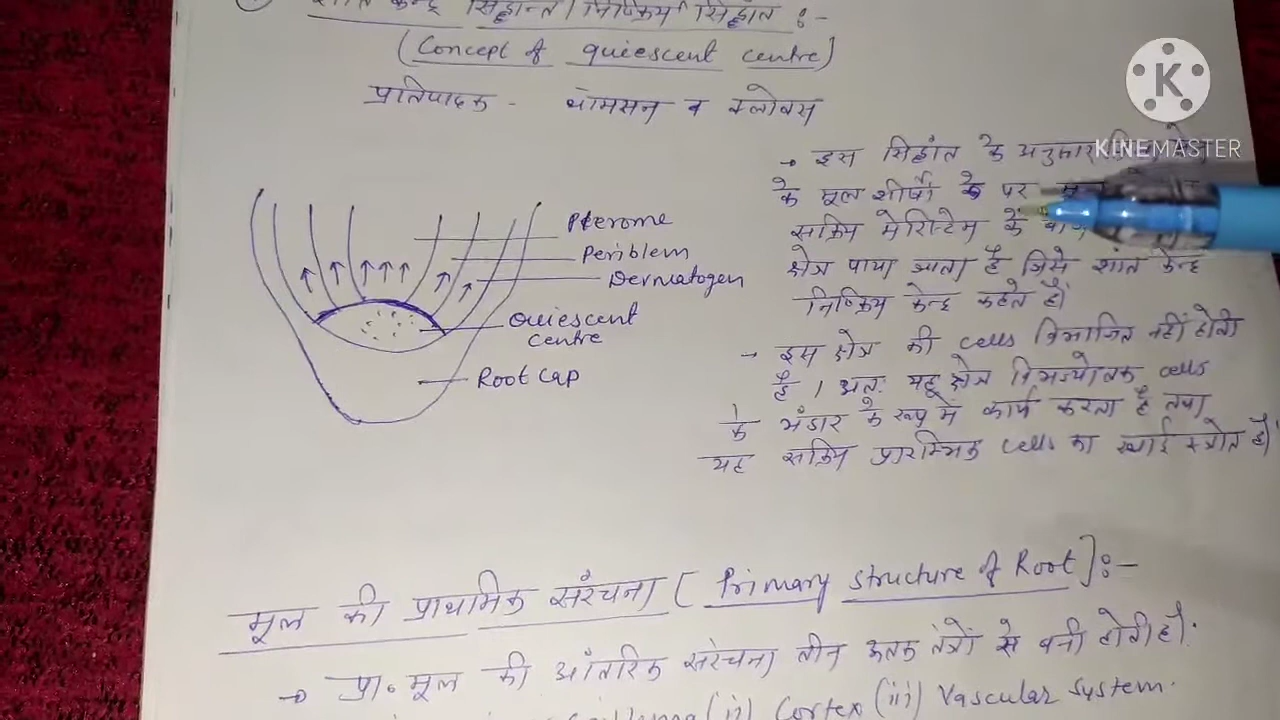 शांत केन्द्र सिद्धान्त / निष्क्रिय सिद्धांत :-
(Concept of quiescent centre)
प्रतिपादक - थॉमसन व क्लोवस
K
KINEMASTER
→ इस सिद्धांत के अनुसार
के मूल शीर्षों के पर
सक्रिय मेरिस्टेम के
क्षेत्र पाया जाता है जिसे शांत केन्द्र
निष्क्रिय केन्द्र कहते हैं।
→ इस क्षेत्र की cells विभाजित नहीं होती
है। अतः यह क्षेत्र विभज्योतक cells
के भंडार के रूप में कार्य करता है तथा
यह सक्रिय प्रारम्भिक cells का स्थाई स्त्रोत है।
Plerome
Periblem
Dermatogen
Quiescent
centre
Root cap
मूल की प्राथमिक संरचना [Primary structure of Root]:-
→ प्रा॰ मूल की आंतरिक संरचना तीन ऊतक तंत्रों से बनी होती है।
(ii) Cortex (iii) Vascular System.